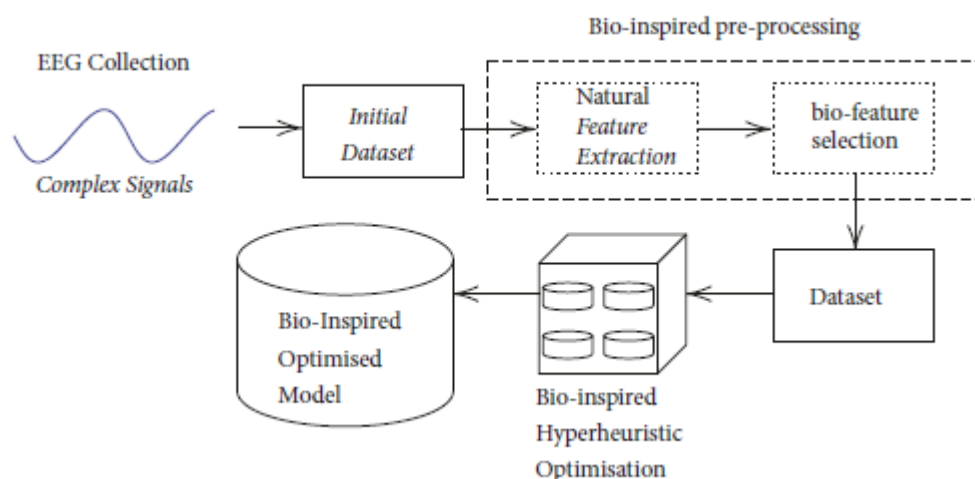 Bio-inspired pre-processing
EEG Collection
Complex Signals
Initial
Dataset
Natural
Feature
Extraction
bio-feature
selection
Dataset
Bio-inspired
Hyperheuristic
Optimisation
Bio-Inspired
Optimised
Model